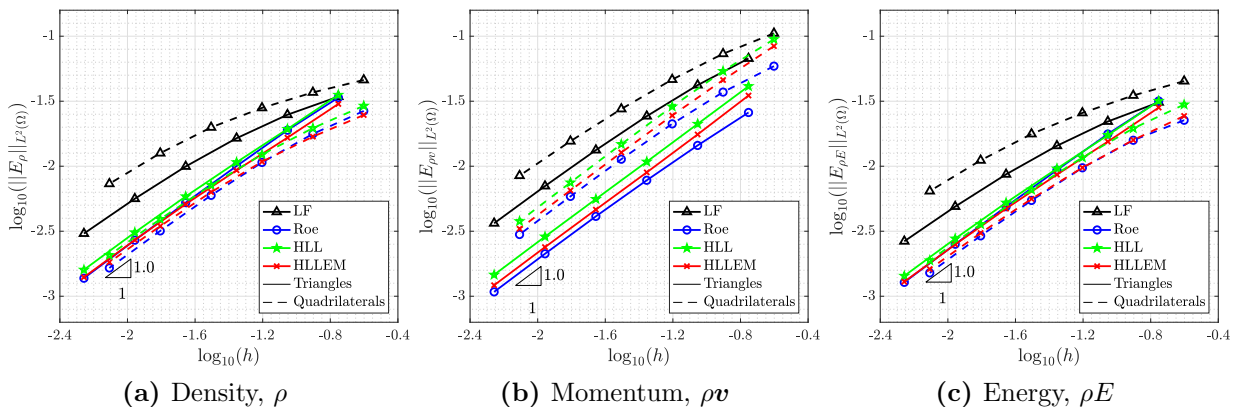 log₁₀(||E_ρ||_{L²(Ω)})
-1
-1.5
-2
-2.5
-3
1.0
1
LF
Roe
HLL
HLLEM
Triangles
Quadrilaterals
-2.4 -2 -1.6 -1.2 -0.8 -0.4
log₁₀(h)
(a) Density, ρ
log₁₀(||E_{ρv}||_{L²(Ω)})
-1
-1.5
-2
-2.5
-3
1.0
1
LF
Roe
HLL
HLLEM
Triangles
Quadrilaterals
-2.4 -2 -1.6 -1.2 -0.8 -0.4
log₁₀(h)
(b) Momentum, ρv
log₁₀(||E_{ρE}||_{L²(Ω)})
-1
-1.5
-2
-2.5
-3
1.0
1
LF
Roe
HLL
HLLEM
Triangles
Quadrilaterals
-2.4 -2 -1.6 -1.2 -0.8 -0.4
log₁₀(h)
(c) Energy, ρE